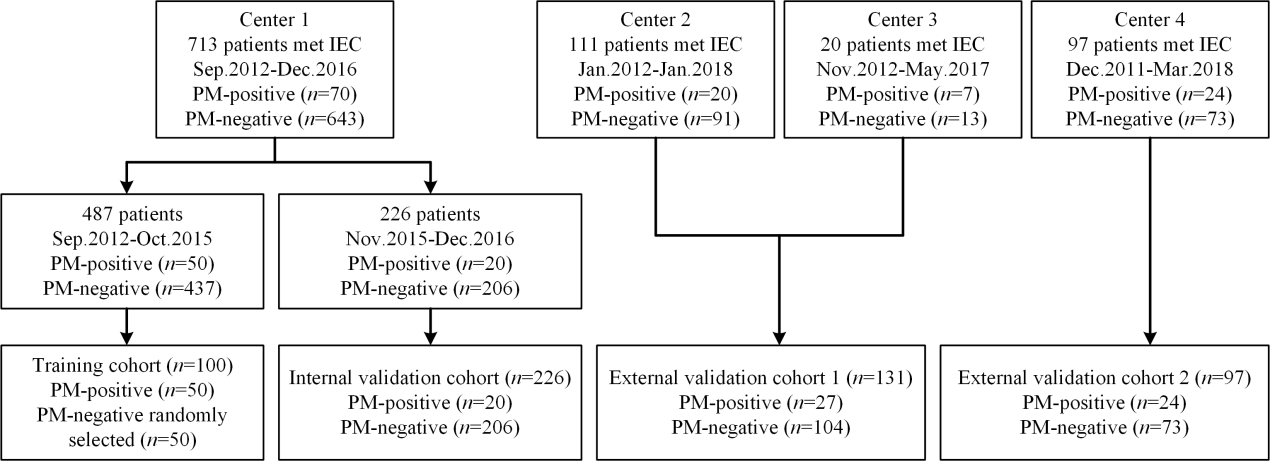 Center 1
713 patients met IEC
Sep.2012-Dec.2016
PM-positive (n=70)
PM-negative (n=643)
Center 2
111 patients met IEC
Jan.2012-Jan.2018
PM-positive (n=20)
PM-negative (n=91)
Center 3
20 patients met IEC
Nov.2012-May.2017
PM-positive (n=7)
PM-negative (n=13)
Center 4
97 patients met IEC
Dec.2011-Mar.2018
PM-positive (n=24)
PM-negative (n=73)
487 patients
Sep.2012-Oct.2015
PM-positive (n=50)
PM-negative (n=437)
226 patients
Nov.2015-Dec.2016
PM-positive (n=20)
PM-negative (n=206)
Training cohort (n=100)
PM-positive (n=50)
PM-negative randomly
selected (n=50)
Internal validation cohort (n=226)
PM-positive (n=20)
PM-negative (n=206)
External validation cohort 1 (n=131)
PM-positive (n=27)
PM-negative (n=104)
External validation cohort 2 (n=97)
PM-positive (n=24)
PM-negative (n=73)